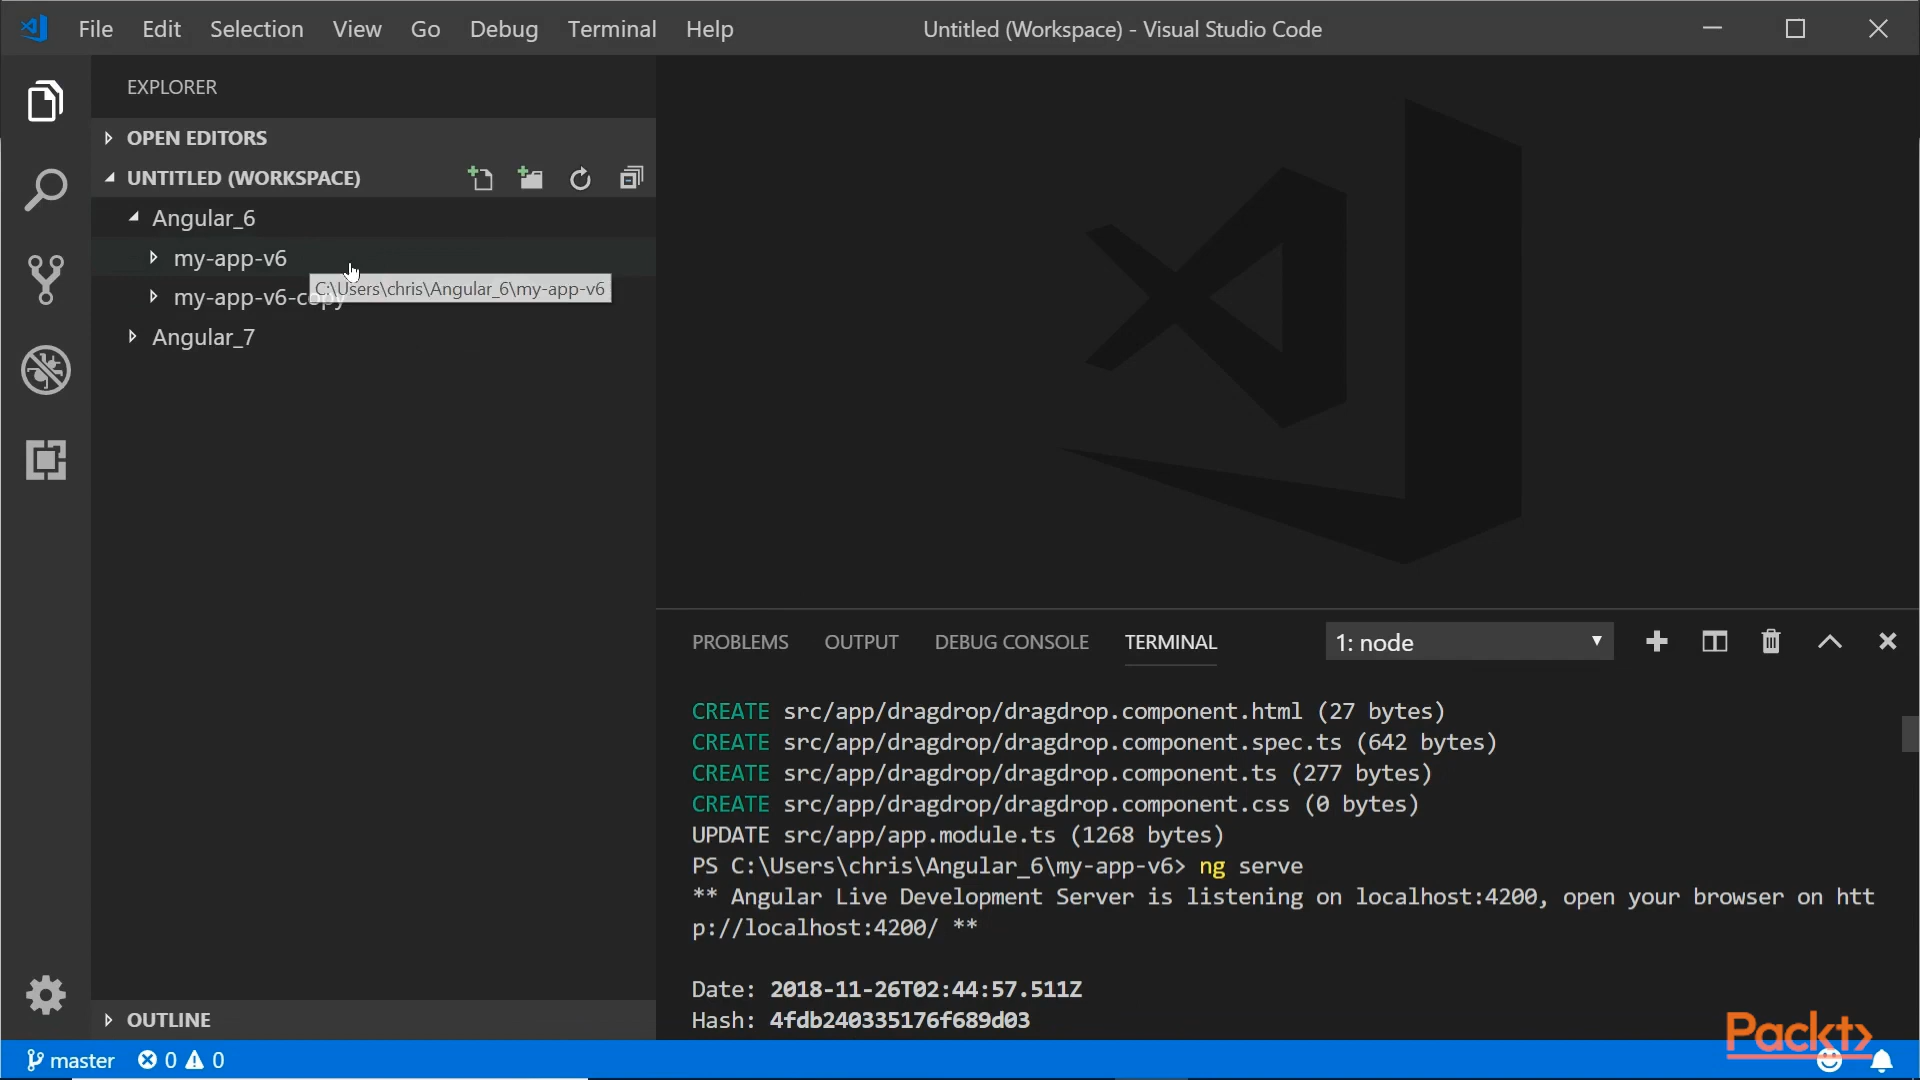 File Edit Selection View Go Debug Terminal Help Untitled (Workspace) - Visual Studio Code
EXPLORER
OPEN EDITORS
UNTITLED (WORKSPACE)
Angular_6
my-app-v6
C:\Users\chris\Angular_6\my-app-v6
my-app-v6-copy
Angular_7
PROBLEMS OUTPUT DEBUG CONSOLE TERMINAL 1: node
CREATE src/app/dragdrop/dragdrop.component.html (27 bytes)
CREATE src/app/dragdrop/dragdrop.component.spec.ts (642 bytes)
CREATE src/app/dragdrop/dragdrop.component.ts (277 bytes)
CREATE src/app/dragdrop/dragdrop.component.css (0 bytes)
UPDATE src/app/app.module.ts (1268 bytes)
PS C:\Users\chris\Angular_6\my-app-v6> ng serve
** Angular Live Development Server is listening on localhost:4200, open your browser on htt
p://localhost:4200/ **
Date: 2018-11-26T02:44:57.511Z
Hash: 4fdb240335176f689d03
OUTLINE
Packt>
master 0 0